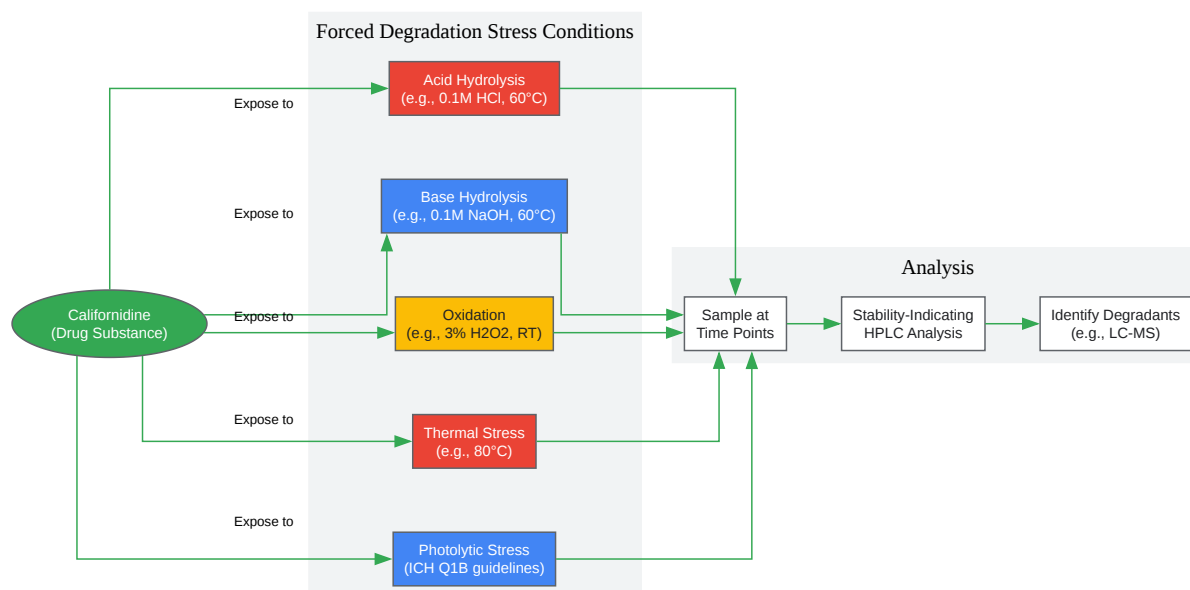 Forced Degradation Stress Conditions
Acid Hydrolysis
(e.g., 0.1M HCl, 60°C)
Expose to
Base Hydrolysis
(e.g., 0.1M NaOH, 60°C)
Expose to
Californidine
(Drug Substance)
Expose to
Oxidation
(e.g., 3% H2O2, RT)
Expose to
Thermal Stress
(e.g., 80°C)
Expose to
Photolytic Stress
(ICH Q1B guidelines)
Analysis
Sample at
Time Points
Stability-Indicating
HPLC Analysis
Identify Degradants
(e.g., LC-MS)